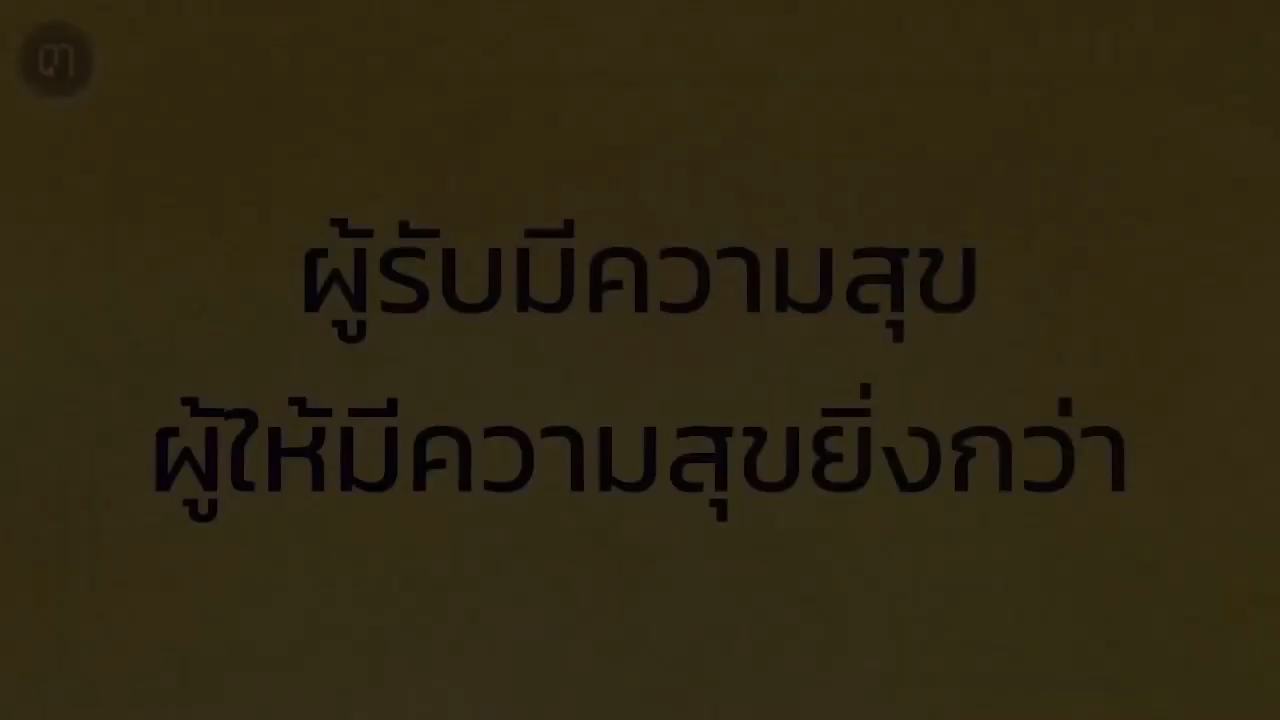 ท
ผู้รับมีความสุข
ผู้ให้มีความสุขยิ่งกว่า